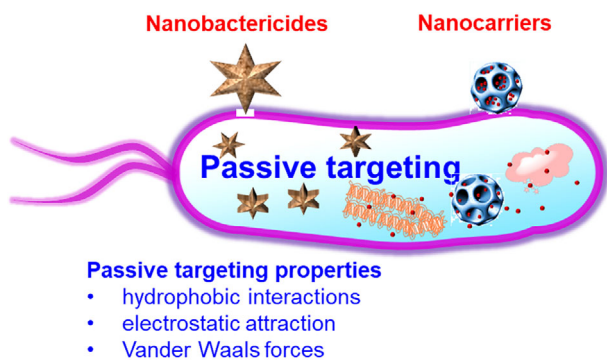 Nanobactericides Nanocarriers
Passive targeting
Passive targeting properties
• hydrophobic interactions
• electrostatic attraction
• Vander Waals forces